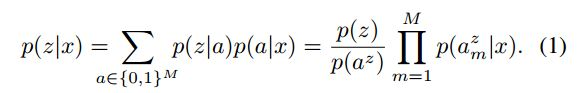 p(z|x) = \sum_{a \in \{0,1\}^M} p(z|a)p(a|x) = \frac{p(z)}{p(a^z)} \prod_{m=1}^{M} p(a_m^z|x). (1)